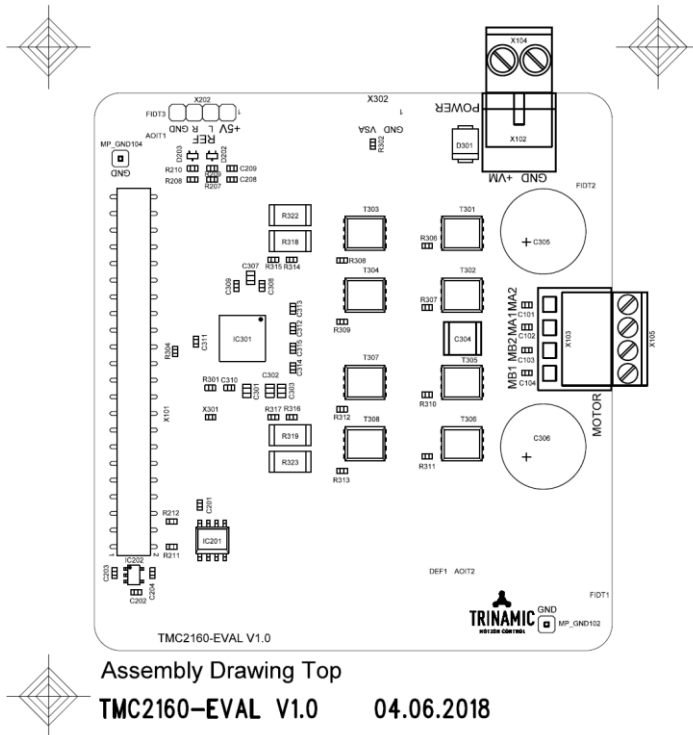 X104
X202
X302
FIDT3
1
1
+5V L R GND
REF
POWER
AOIT1
GND VSA
R302
D301
X102
MP_GND104
GND
D203
D202
R210
R209
C209
R208
R207
C208
GND +VM
FIDT2
R322
T303
T301
R318
R306
C305
R315 R314
R308
C307
C309
C308
T304
T302
C313
R309
R307
MA2
MA1
MB2
MB1
C101
C102
C103
C104
X103
X105
IC301
C312
C315
C314
C304
C311
R304
T307
T305
R301 C310
C301
C302
C303
X301
R317 R316
R312
R310
MOTOR
X101
R319
T308
T306
R323
C306
R313
R311
C201
R212
R211
IC201
1
2
IC202
C203
C204
C202
DEF1 AOIT2
FIDT1
TRINAMIC
MOTION CONTROL
GND
MP_GND102
TMC2160-EVAL V1.0
Assembly Drawing Top
TMC2160-EVAL V1.0 04.06.2018